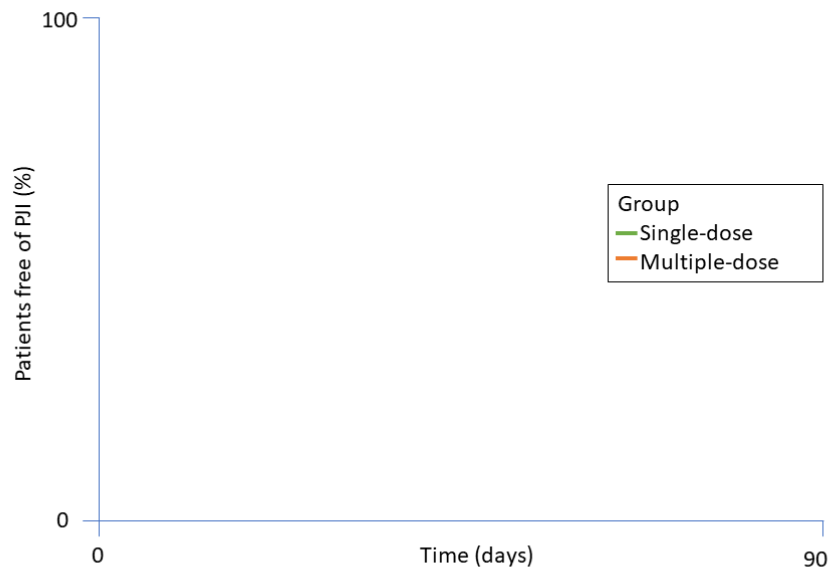 100
Patients free of PJI (%)
Group
Single-dose
Multiple-dose
0
0
Time (days)
90